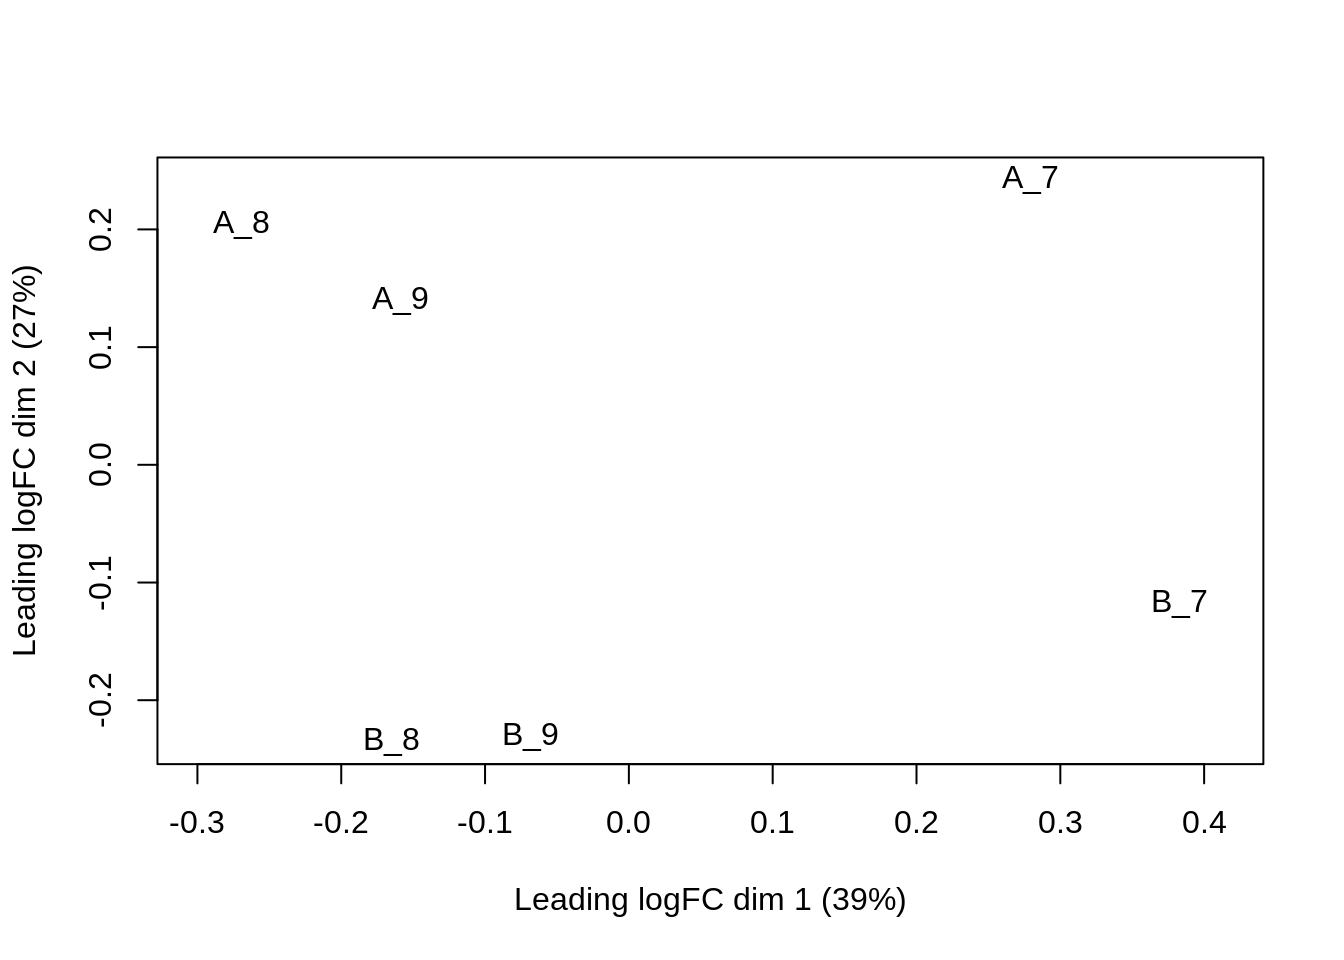 A_7
A_8
A_9
B_7
B_8
B_9
0.2
0.1
0.0
-0.1
-0.2
Leading logFC dim 2 (27%)
-0.3 -0.2 -0.1 0.0 0.1 0.2 0.3 0.4
Leading logFC dim 1 (39%)